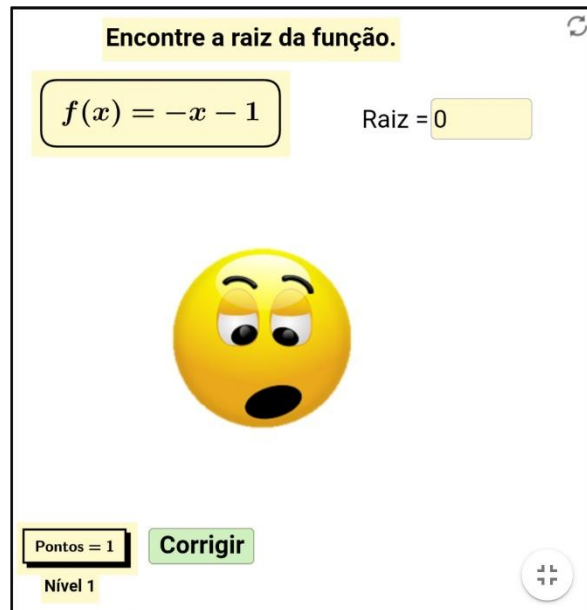 Encontre a raiz da função.
f(x) = −x − 1
Raiz = 0
Pontos = 1
Corrigir
Nível 1